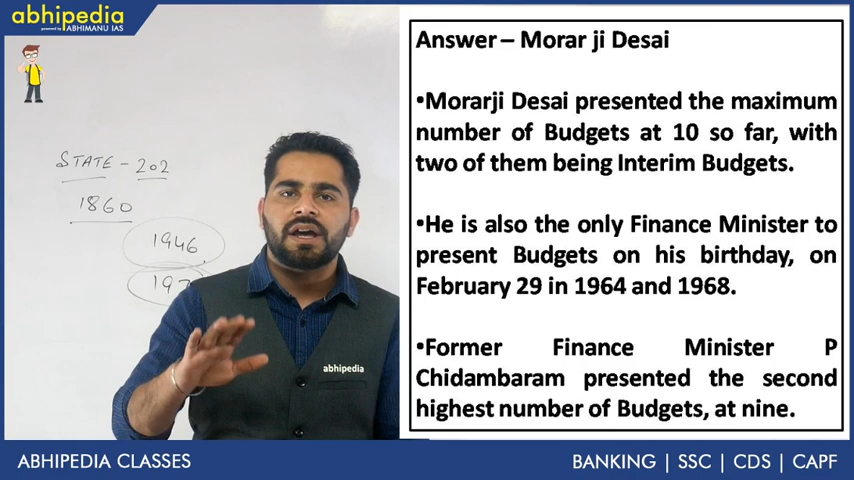 abhipedia
powered by ABHIMANU IAS
STATE - 202
1860
1946
197
abhipedia
Answer – Morar ji Desai
•Morarji Desai presented the maximum
number of Budgets at 10 so far, with
two of them being Interim Budgets.
•He is also the only Finance Minister to
present Budgets on his birthday, on
February 29 in 1964 and 1968.
•Former Finance Minister P
Chidambaram presented the second
highest number of Budgets, at nine.
ABHIPEDIA CLASSES
BANKING | SSC | CDS | CAPF